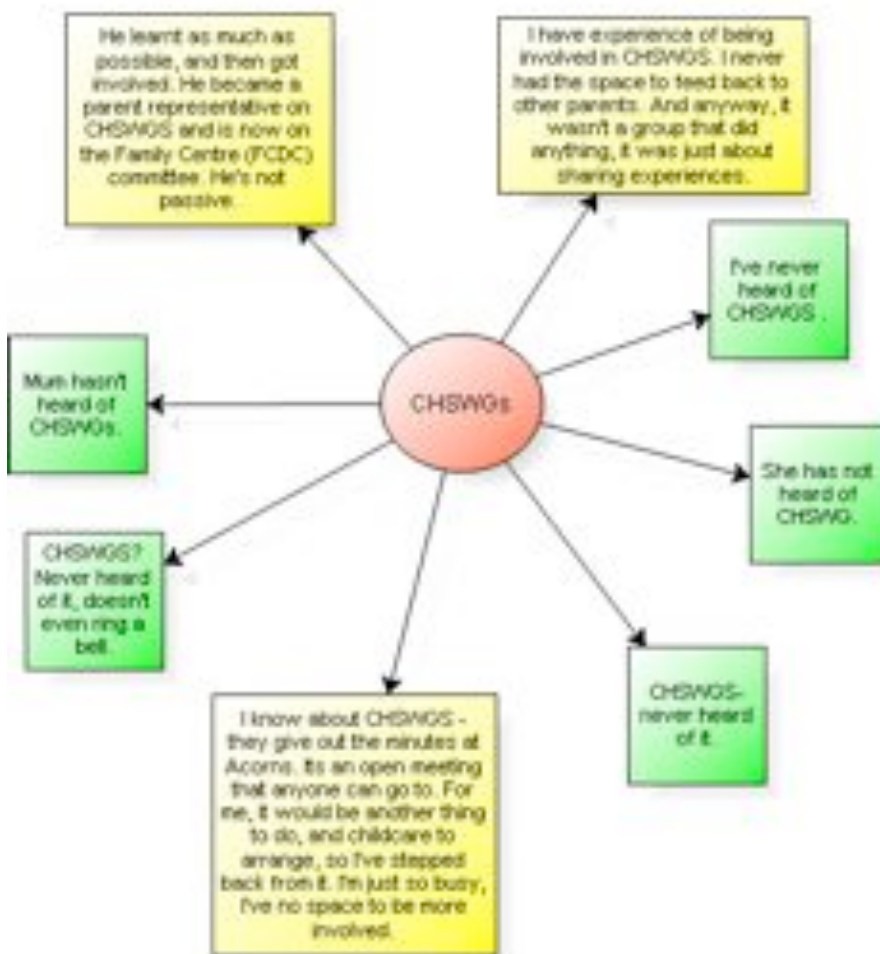 He learnt as much as
possible, and then got
involved. He became a
parent representative on
CHSWGS and is now on
the Family Centre (FCDC)
committee. He's not
passive.
I have experience of being
involved in CHSWGS. I never
had the space to feed back to
other parents. And anyway, it
wasn't a group that did
anything, it was just about
sharing experiences.
I've never
heard of
CHSWGS .
CHSWGs
Mum hasn't
heard of
CHSWGs.
She has not
heard of
CHSWG.
CHSWGS?
Never heard
of it, doesn't
even ring a
bell.
CHSWGS-
never heard
of it.
I know about CHSWGS -
they give out the minutes at
Acorns. Its an open meeting
that anyone can go to. For
me, it would be another thing
to do, and childcare to
arrange, so I've stepped
back from it. I'm just so busy,
I've no space to be more
involved.